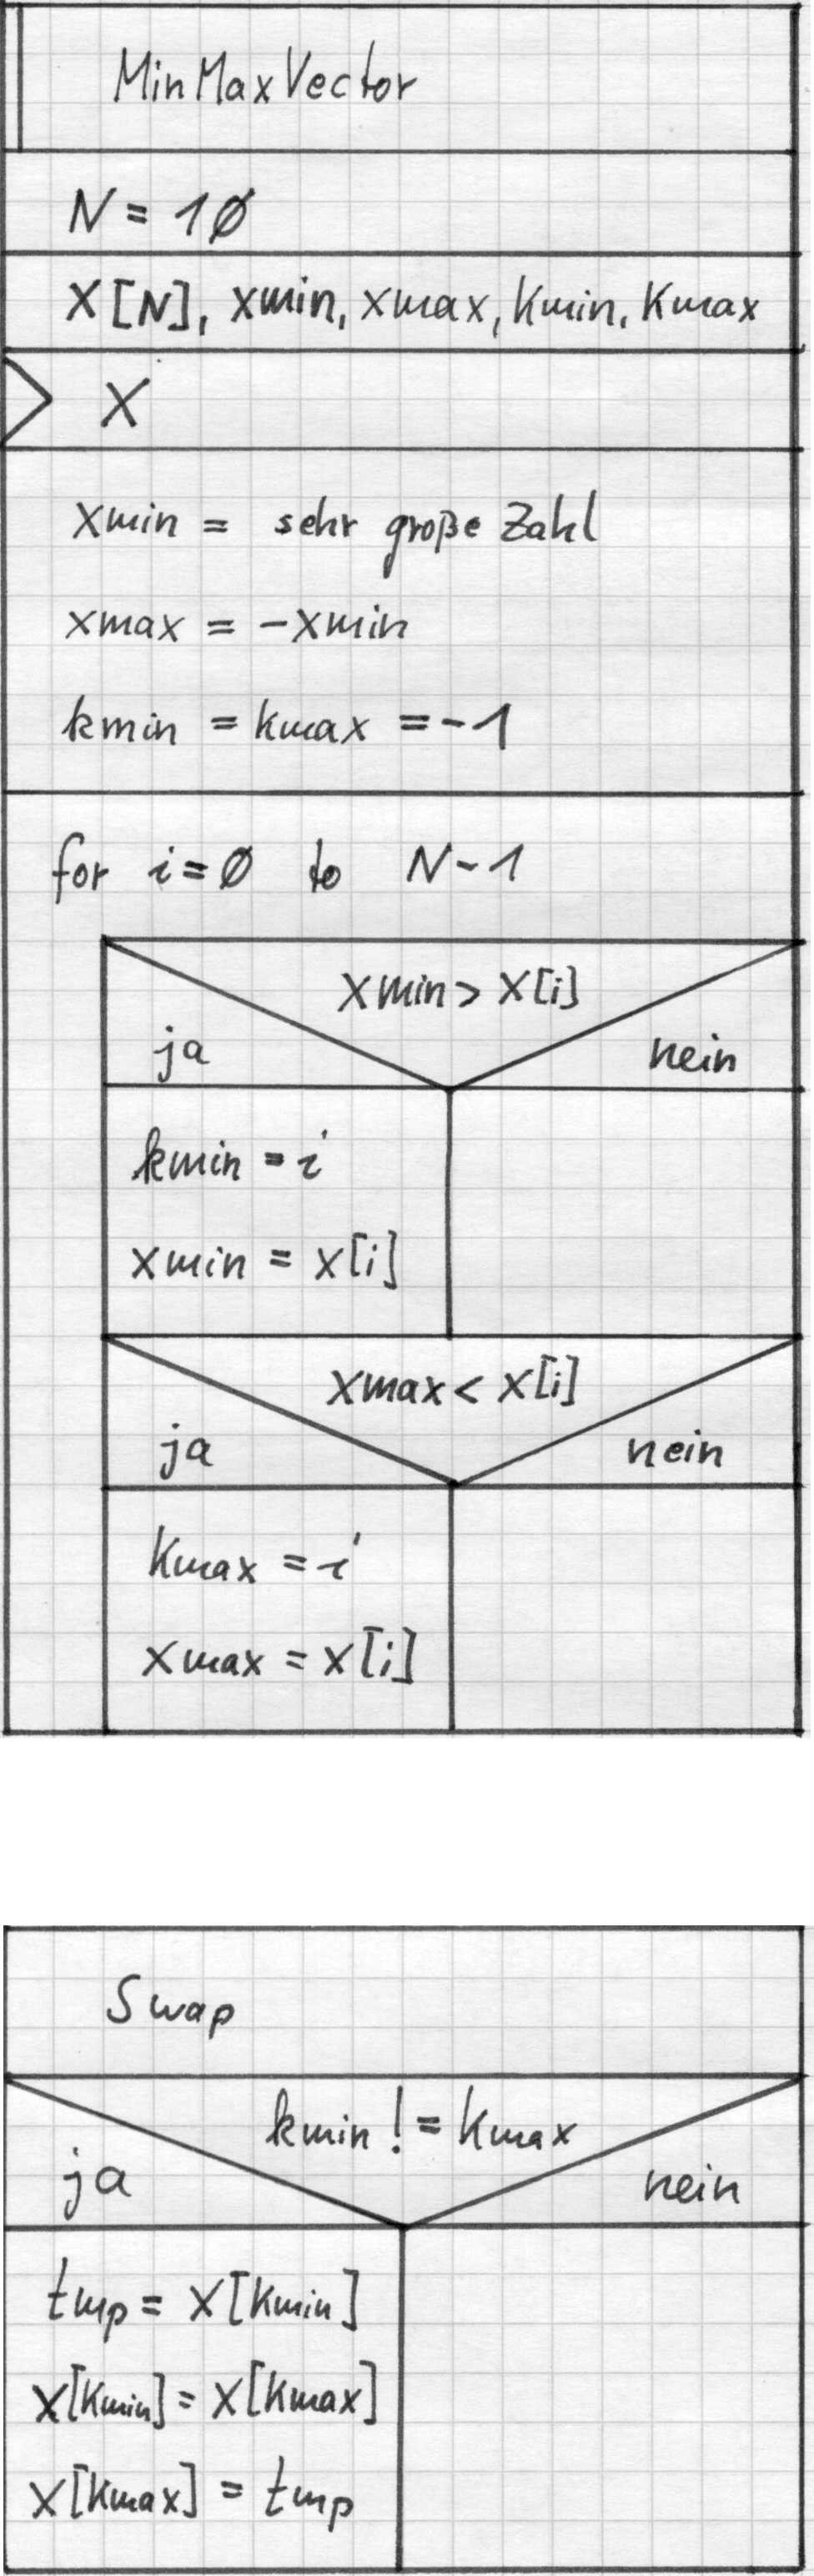 MinMaxVector
N = 1Ø
X[N], xmin, xmax, kmin, kmax
X
xmin = sehr große Zahl
xmax = -xmin
kmin = kmax = -1
for i = Ø to N-1
xmin > x[i]
ja nein
kmin = i
xmin = x[i]
xmax < x[i]
ja nein
kmax = i
xmax = x[i]
Swap
kmin != kmax
ja nein
tmp = x[kmin]
x[kmin] = x[kmax]
x[kmax] = tmp